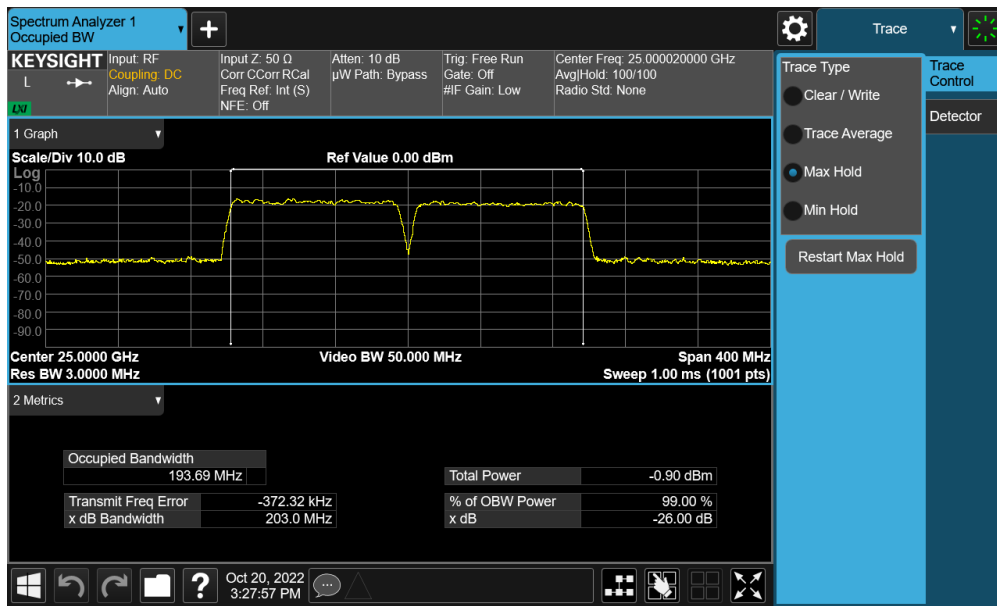 Spectrum Analyzer 1
Occupied BW
+
Trace
KEYSIGHT
L
LXI
Input: RF
Coupling: DC
Align: Auto
Input Z: 50 Ω
Corr CCorr RCal
Freq Ref: Int (S)
NFE: Off
Atten: 10 dB
µW Path: Bypass
Trig: Free Run
Gate: Off
#IF Gain: Low
Center Freq: 25.000020000 GHz
Avg|Hold: 100/100
Radio Std: None
Trace Type
Clear / Write
Trace Average
Max Hold
Min Hold
Restart Max Hold
Trace
Control
Detector
1 Graph
Scale/Div 10.0 dB
Ref Value 0.00 dBm
Log
-10.0
-20.0
-30.0
-40.0
-50.0
-60.0
-70.0
-80.0
-90.0
Center 25.0000 GHz
Video BW 50.000 MHz
Span 400 MHz
Res BW 3.0000 MHz
Sweep 1.00 ms (1001 pts)
2 Metrics
Occupied Bandwidth
193.69 MHz
Total Power -0.90 dBm
Transmit Freq Error -372.32 kHz
% of OBW Power 99.00 %
x dB Bandwidth 203.0 MHz
x dB -26.00 dB
?
Oct 20, 2022
3:27:57 PM